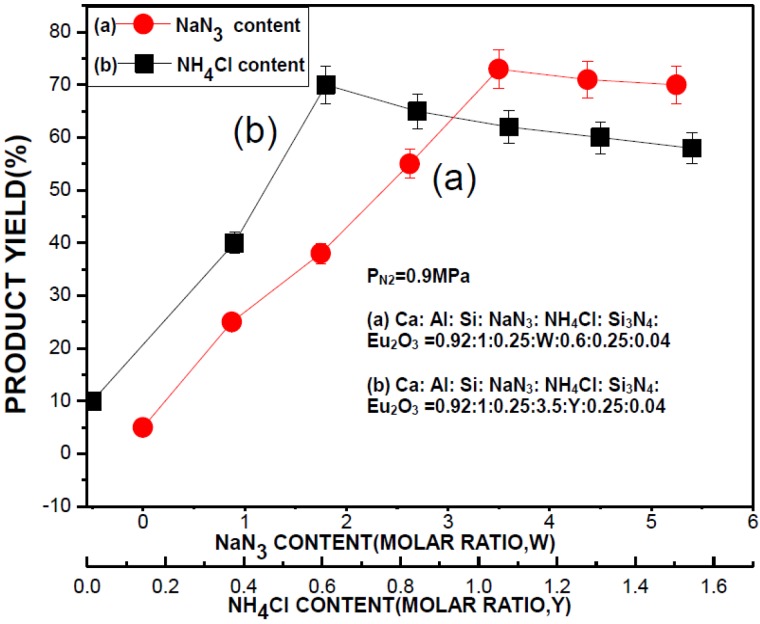 (a) NaN3 content
(b) NH4Cl content
PRODUCT YIELD(%)
80
70
60
50
40
30
20
10
0
-10
(b)
(a)
PN2=0.9MPa
(a) Ca: Al: Si: NaN3: NH4Cl: Si3N4:
Eu2O3 =0.92:1:0.25:W:0.6:0.25:0.04
(b) Ca: Al: Si: NaN3: NH4Cl: Si3N4:
Eu2O3 =0.92:1:0.25:3.5:Y:0.25:0.04
0 1 2 3 4 5 6
NaN3 CONTENT(MOLAR RATIO,W)
0.0 0.2 0.4 0.6 0.8 1.0 1.2 1.4 1.6
NH4Cl CONTENT(MOLAR RATIO,Y)